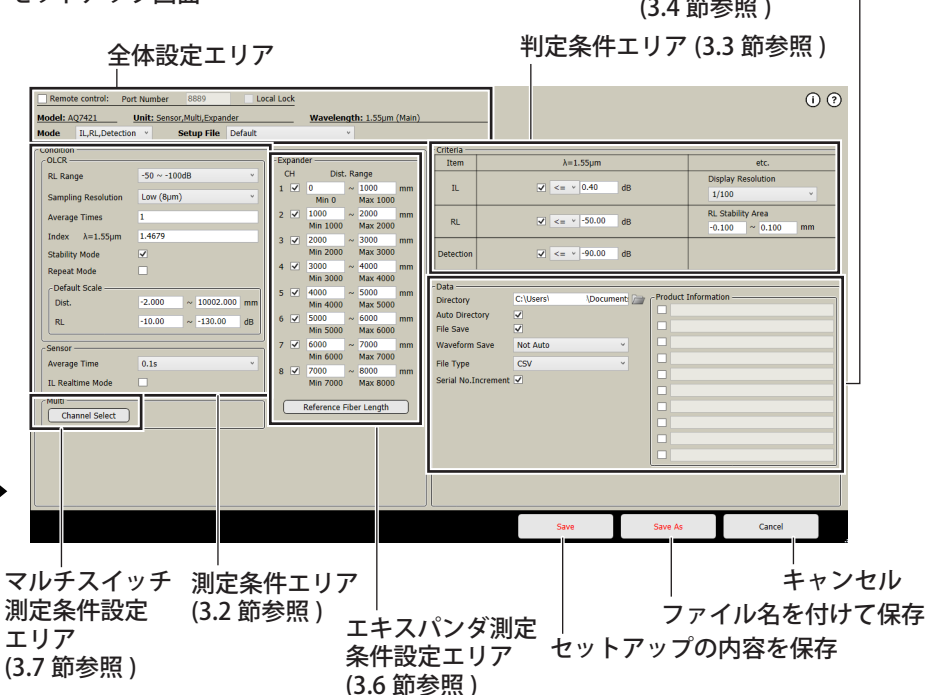 セットアップ画面
(3.4 節参照 )
全体設定エリア
判定条件エリア (3.3 節参照 )
Remote control: Port Number 8889 Local Lock
Model: AQ7421 Unit: Sensor,Multi,Expander Wavelength: 1.55μm (Main)
Mode IL,RL,Detection Setup File Default
Condition
OLCR
RL Range -50 ~ -100dB
Sampling Resolution Low (8μm)
Average Times 1
Index λ=1.55μm 1.4679
Stability Mode
Repeat Mode
Default Scale
Dist. -2.000 ~ 10002.000 mm
RL -10.00 ~ -130.00 dB
Sensor
Average Time 0.1s
IL Realtime Mode
Multi
Channel Select
Expander
CH Dist. Range
1 0 ~ 1000 mm
Min 0 Max 1000
2 1000 ~ 2000 mm
Min 1000 Max 2000
3 2000 ~ 3000 mm
Min 2000 Max 3000
4 3000 ~ 4000 mm
Min 3000 Max 4000
5 4000 ~ 5000 mm
Min 4000 Max 5000
6 5000 ~ 6000 mm
Min 5000 Max 6000
7 6000 ~ 7000 mm
Min 6000 Max 7000
8 7000 ~ 8000 mm
Min 7000 Max 8000
Reference Fiber Length
Criteria
Item λ=1.55μm etc.
IL <= 0.40 dB
Display Resolution
1/100
RL <= -50.00 dB
RL Stability Area
-0.100 ~ 0.100 mm
Detection <= -90.00 dB
Data
Directory C:\Users\ \Document
Auto Directory
File Save
Waveform Save Not Auto
File Type CSV
Serial No.Increment
Product Information
Save Save As Cancel
マルチスイッチ
測定条件設定
エリア
(3.7 節参照 )
測定条件エリア
(3.2 節参照 )
エキスパンダ測定
条件設定エリア
(3.6 節参照 )
セットアップの内容を保存
ファイル名を付けて保存
キャンセル